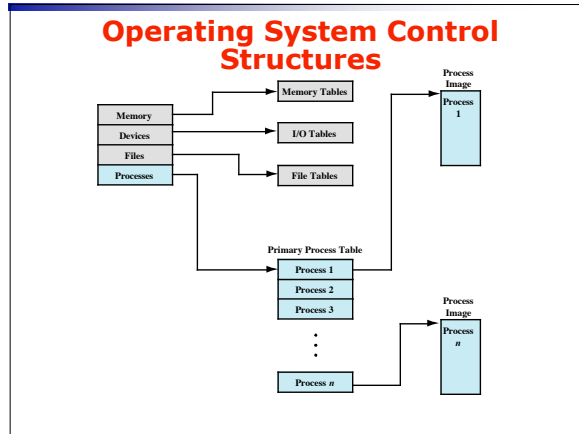 Operating System Control
Structures
Memory
Devices
Files
Processes
Memory Tables
I/O Tables
File Tables
Process
Image
Process
1
Primary Process Table
Process 1
Process 2
Process 3
Process n
Process
Image
Process
n